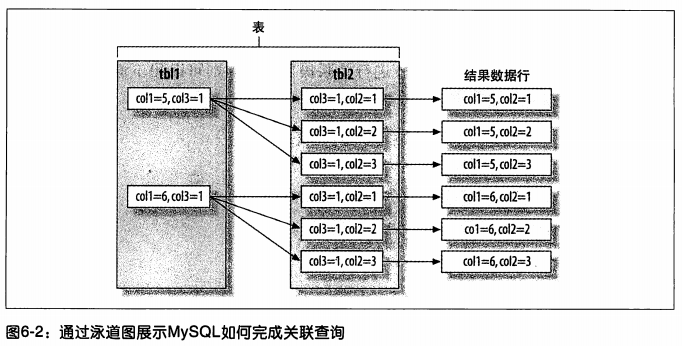 表
tbl1
tbl2
结果数据行
col1=5,col3=1
col3=1,col2=1
col1=5,col2=1
col3=1,col2=2
col1=5,col2=2
col3=1,col2=3
col1=5,col2=3
col1=6,col3=1
col3=1,col2=1
col1=6,col2=1
col3=1,col2=2
co1=6,col2=2
col3=1,col2=3
col1=6,col2=3
图6-2：通过泳道图展示MySQL如何完成关联查询